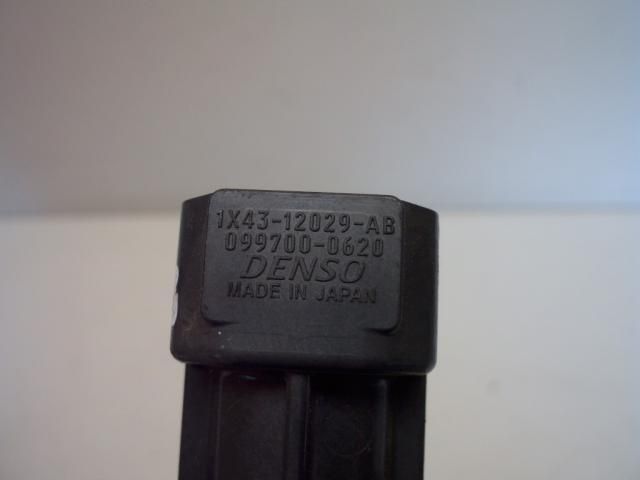 1X43-12029-AB
099700-0620
DENSO
MADE IN JAPAN